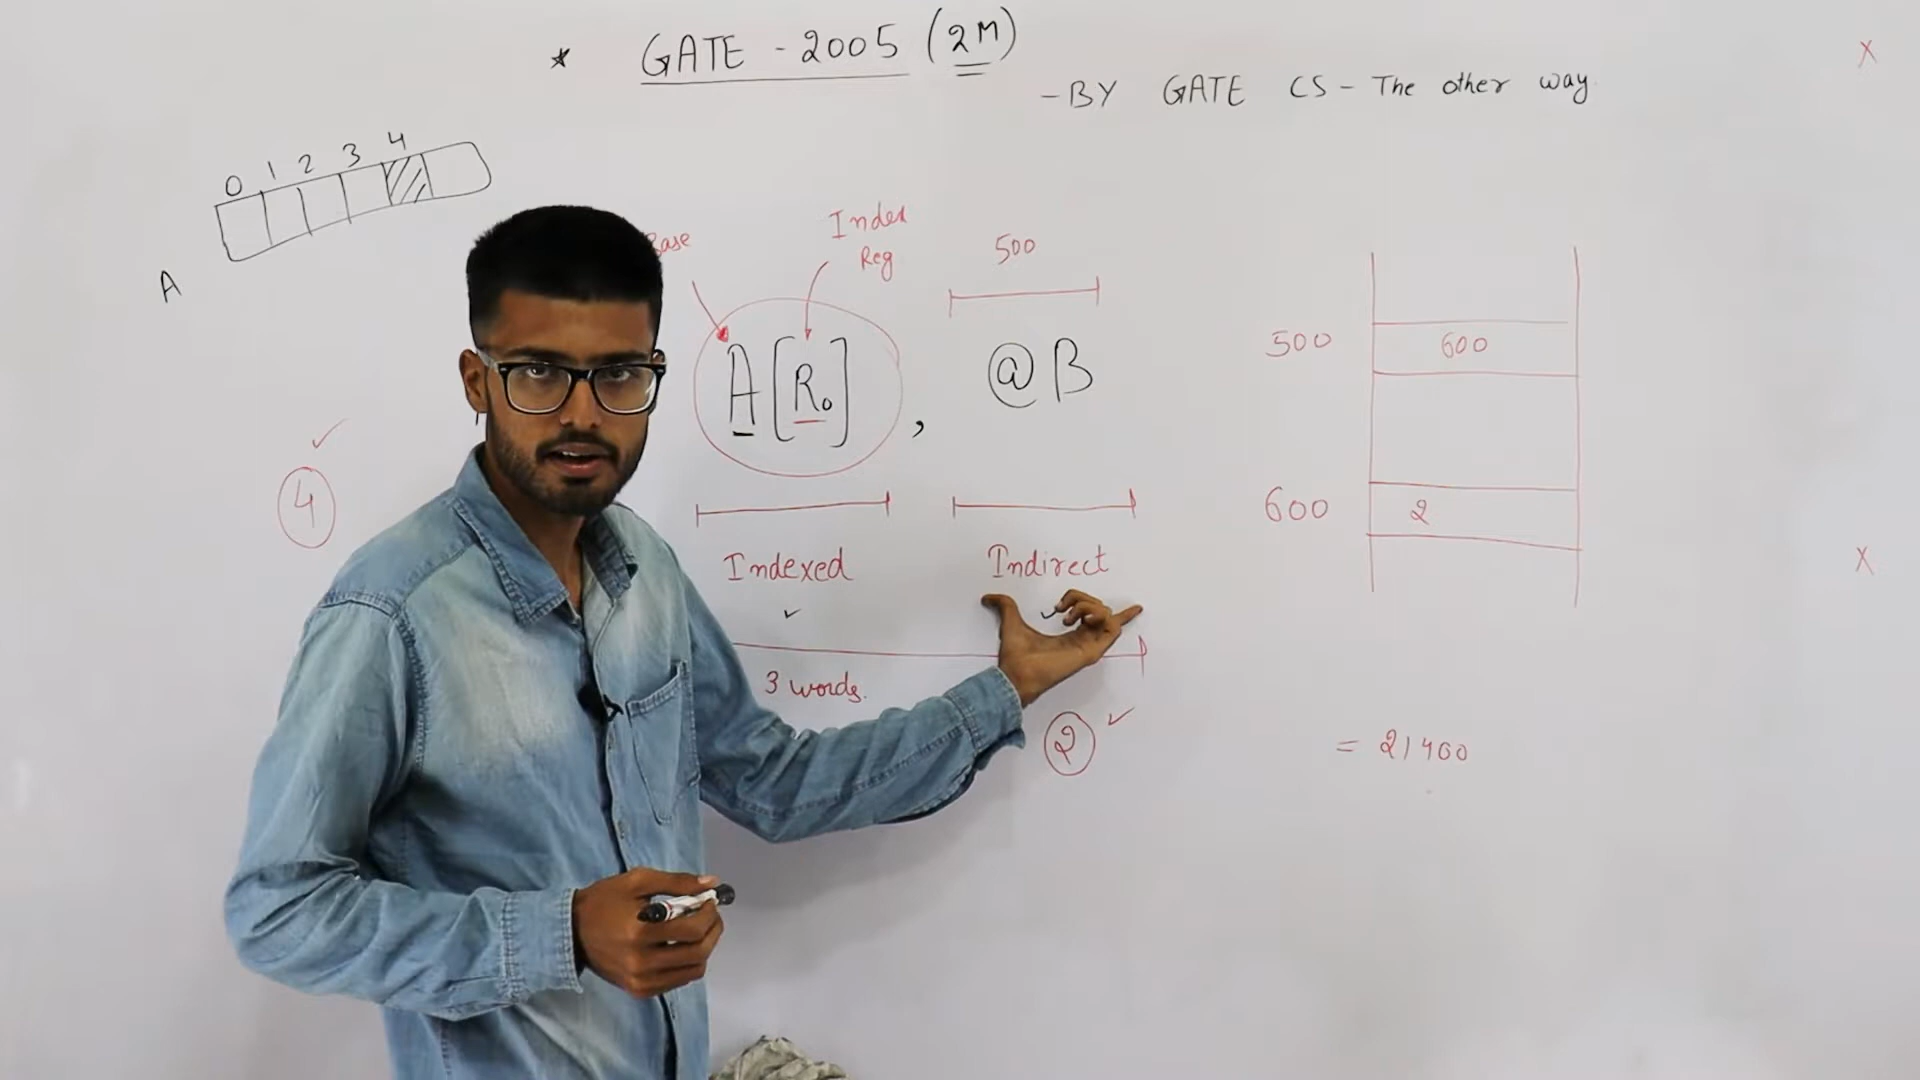 * GATE - 2005 (2M)
- BY GATE CS - The other way.
X
0 1 2 3 4
A
Base
Index
Reg
500
A[R0] , @B
4
Indexed
Indirect
3 words.
2
500 600
600 2
X